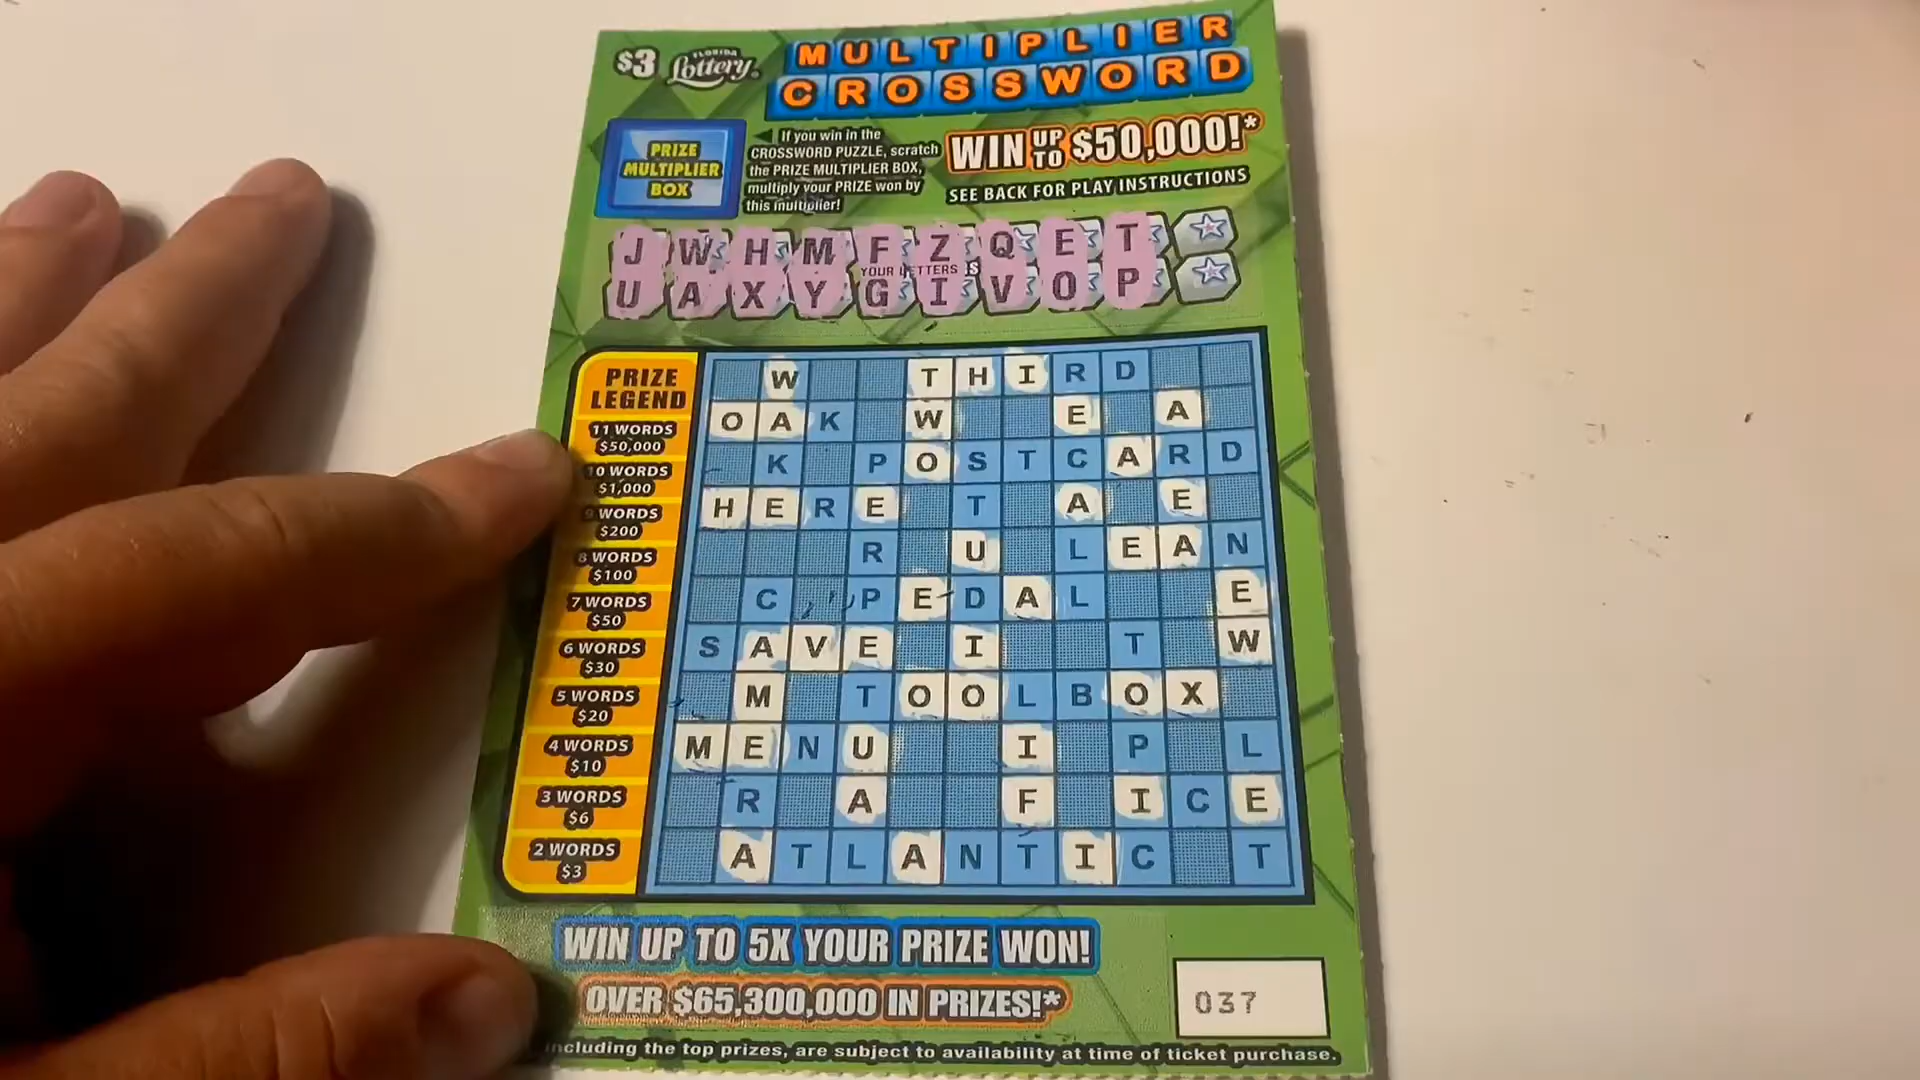 $3 FLORIDA Lottery
MULTIPLIER
CROSSWORD
PRIZE
MULTIPLIER
BOX
If you win in the
CROSSWORD PUZZLE, scratch
the PRIZE MULTIPLIER BOX,
multiply your PRIZE won by
this multiplier!
WIN UP TO $50,000!*
SEE BACK FOR PLAY INSTRUCTIONS
J W H M F Z Q E T
YOUR LETTERS
U A X Y G I V O P
PRIZE
LEGEND
11 WORDS
$50,000
10 WORDS
$1,000
9 WORDS
$200
8 WORDS
$100
7 WORDS
$50
6 WORDS
$30
5 WORDS
$20
4 WORDS
$10
3 WORDS
$6
2 WORDS
$3
W T H I R D
O A K W E A
K P O S T C A R D
H E R E T A E
R U L E A N
C P E D A L E
S A V E I T W
M T O O L B O X
M E N U I P L
R A F I C E
A T L A N T I C T
WIN UP TO 5X YOUR PRIZE WON!
OVER $65,300,000 IN PRIZES!*
037
including the top prizes, are subject to availability at time of ticket purchase.